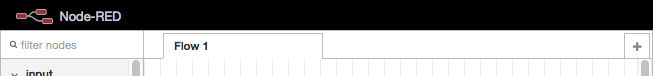 Node-RED
filter nodes
Flow 1
+
input